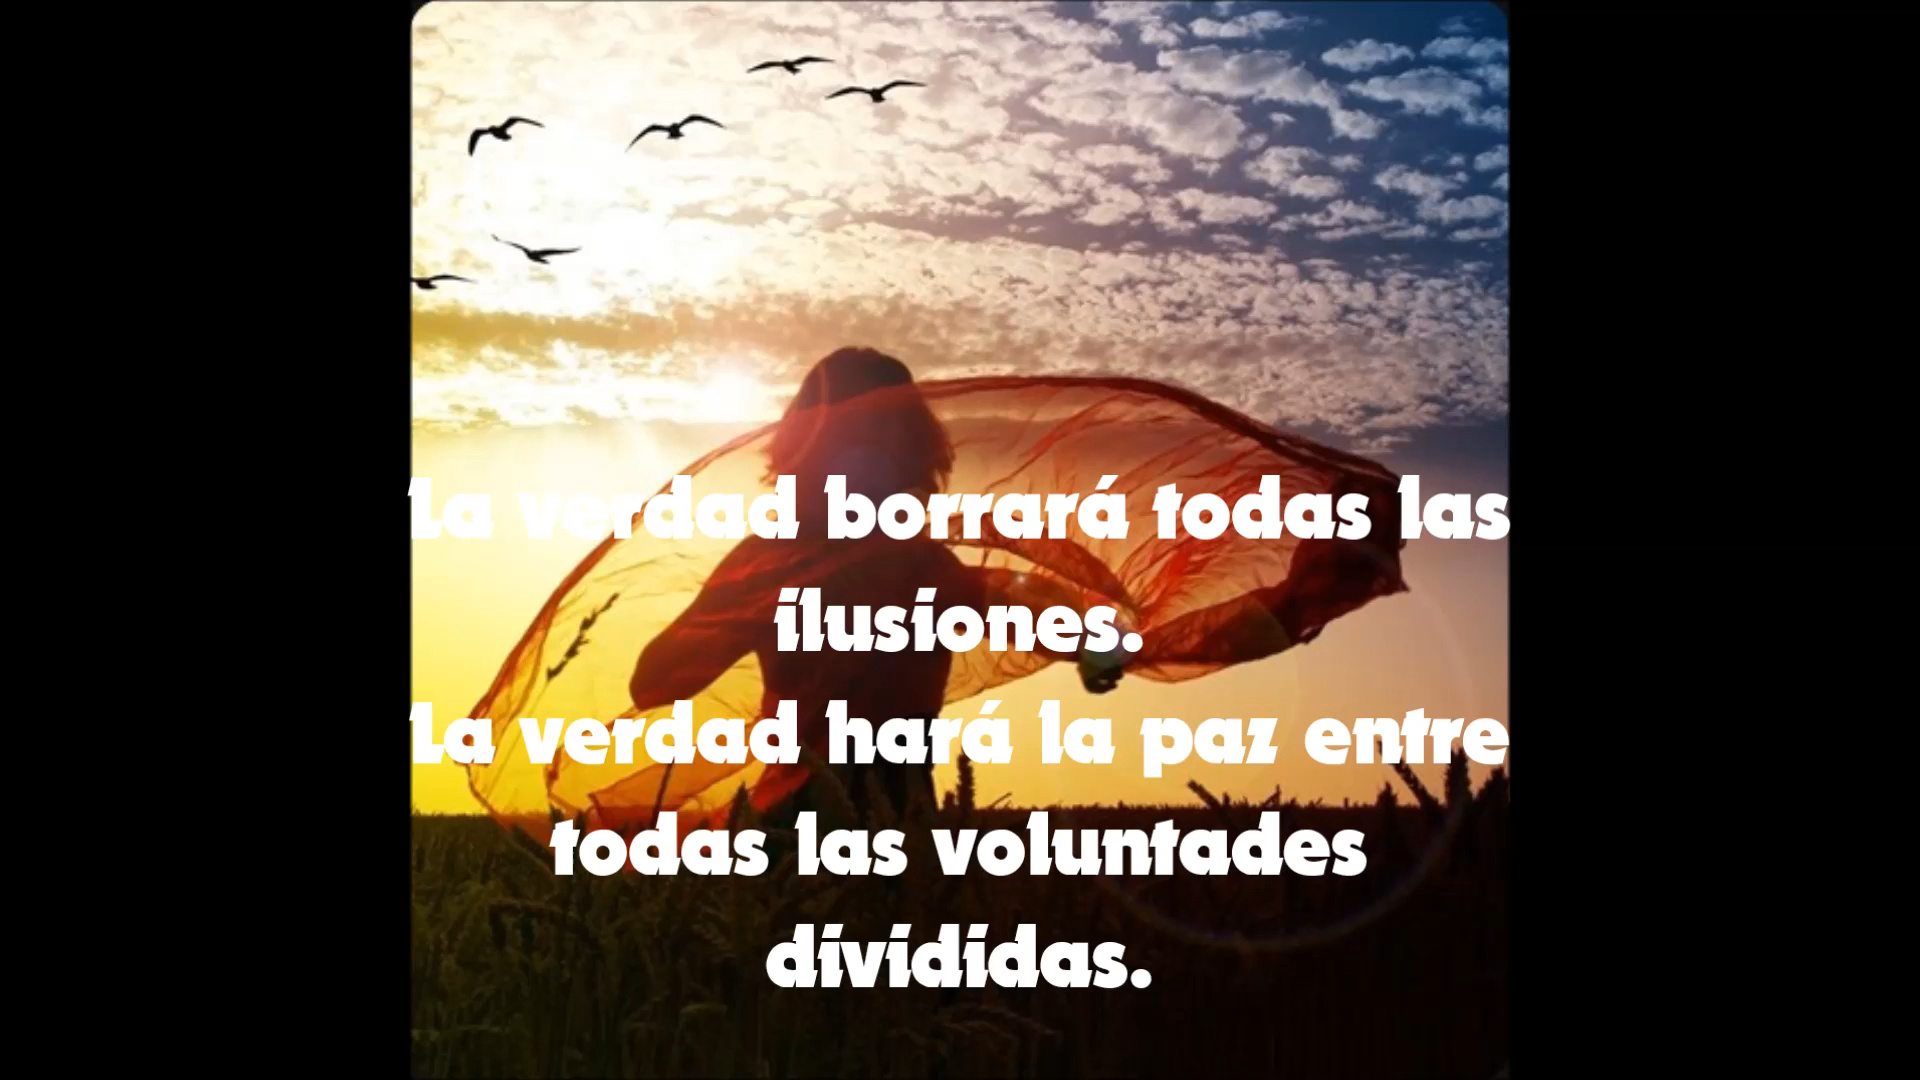 La verdad borrará todas las
ilusiones.
La verdad hará la paz entre
todas las voluntades
divididas.